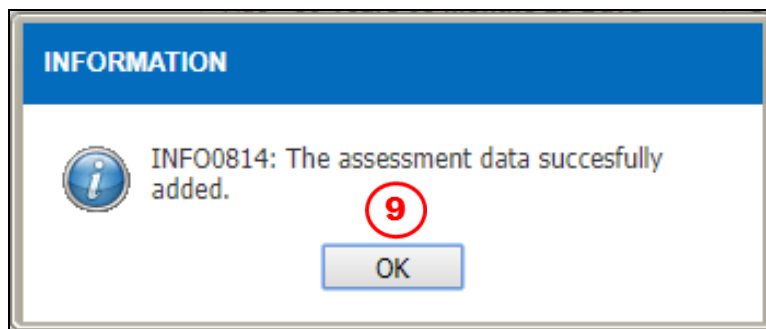 INFORMATION
INFO0814: The assessment data succesfully
added.
9
OK